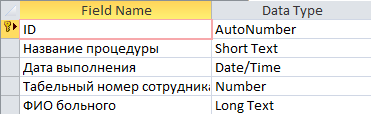 Field Name Data Type
ID AutoNumber
Название процедуры Short Text
Дата выполнения Date/Time
Табельный номер сотрудника Number
ФИО больного Long Text